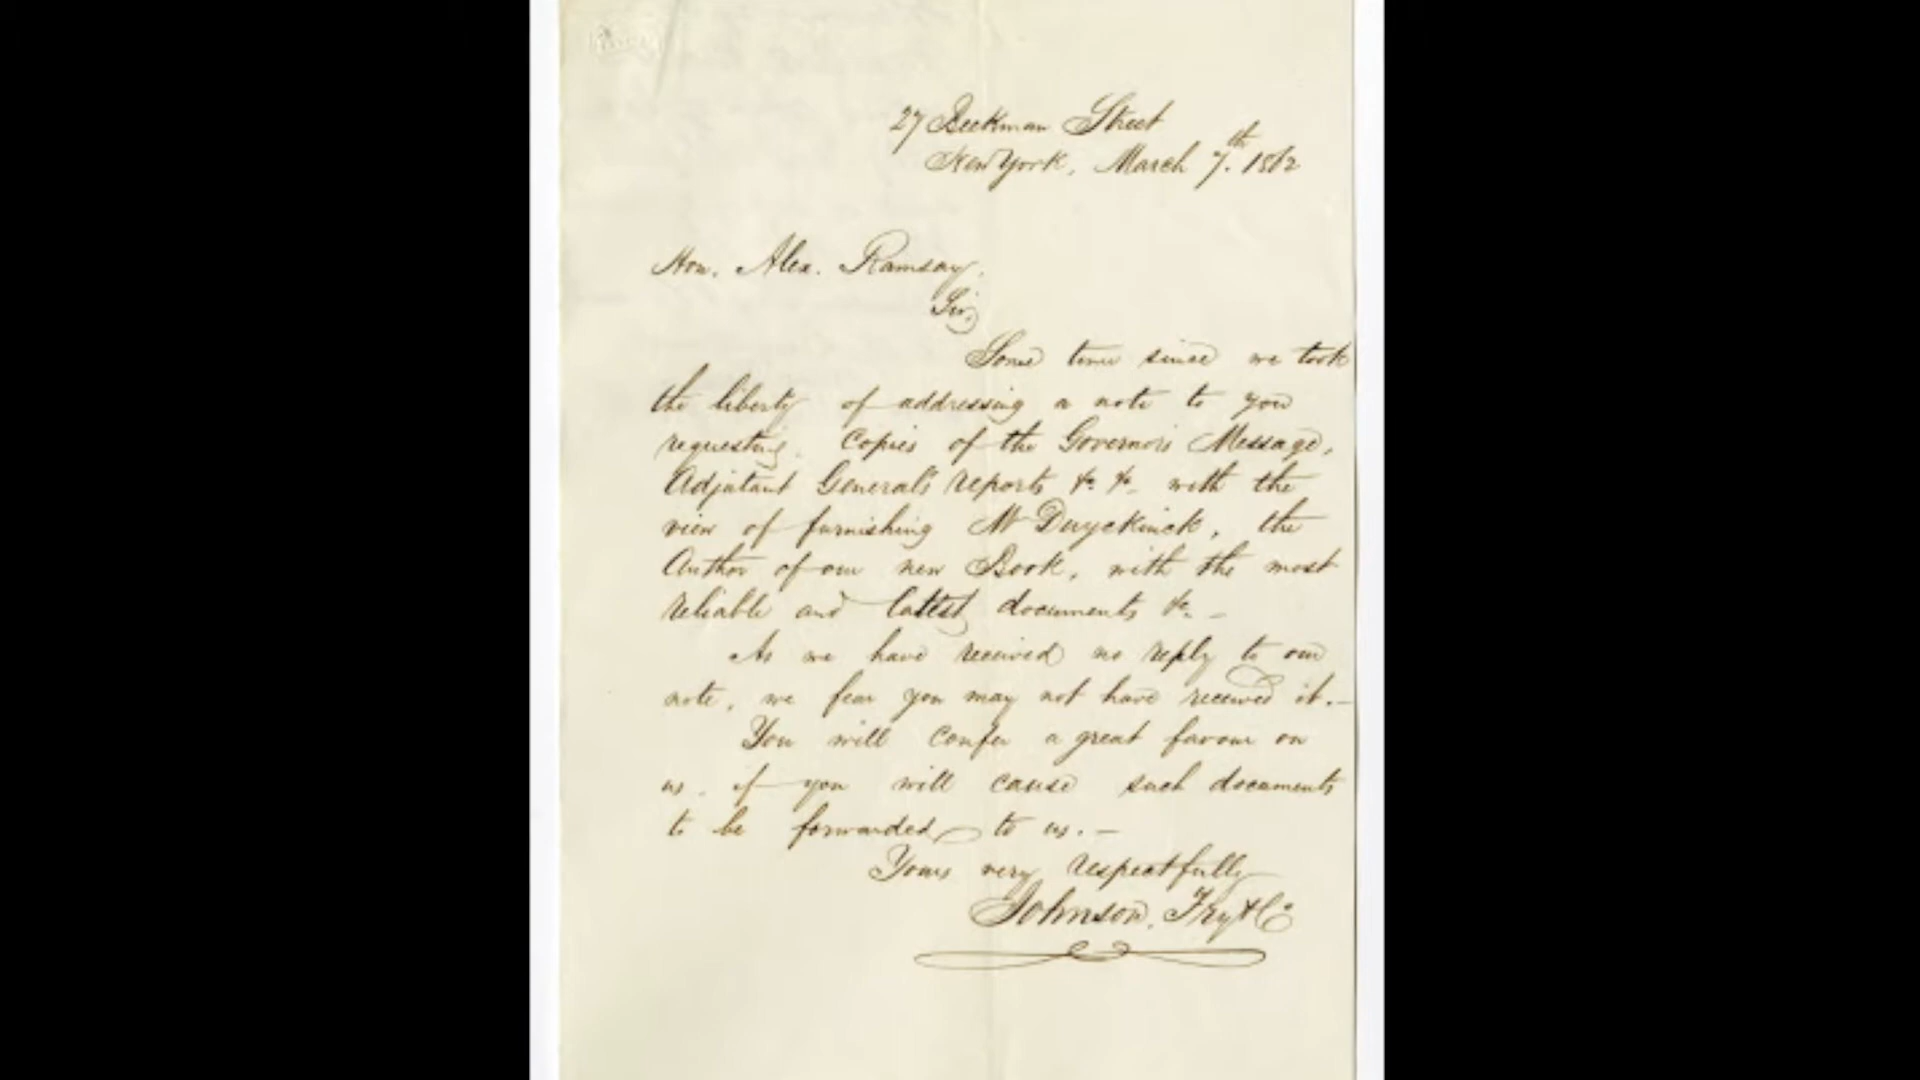 27 Beekman Street
New York, March 7.th 1862
Hon. Alex. Ramsay.
Sir,
Some time since we took
the liberty of addressing a note to you
requesting. Copies of the Governors Message,
Adjutant General's reports &c &c - with the
view of furnishing Mr Duyckinck, the
Author of our new Book, with the most
reliable and latest documents &c. -
As we have received no reply to our
note, we fear you may not have received it. -
You will confer a great favour on
us. if you will cause such documents
to be forwarded to us. -
Yours very respectfully
Johnson, Fry & Co